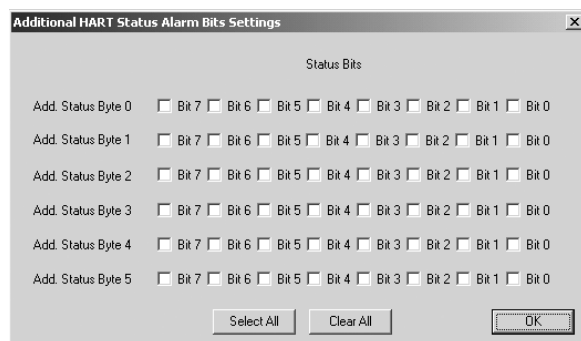 Additional HART Status Alarm Bits Settings
Status Bits
Add. Status Byte 0 Bit 7 Bit 6 Bit 5 Bit 4 Bit 3 Bit 2 Bit 1 Bit 0
Add. Status Byte 1 Bit 7 Bit 6 Bit 5 Bit 4 Bit 3 Bit 2 Bit 1 Bit 0
Add. Status Byte 2 Bit 7 Bit 6 Bit 5 Bit 4 Bit 3 Bit 2 Bit 1 Bit 0
Add. Status Byte 3 Bit 7 Bit 6 Bit 5 Bit 4 Bit 3 Bit 2 Bit 1 Bit 0
Add. Status Byte 4 Bit 7 Bit 6 Bit 5 Bit 4 Bit 3 Bit 2 Bit 1 Bit 0
Add. Status Byte 5 Bit 7 Bit 6 Bit 5 Bit 4 Bit 3 Bit 2 Bit 1 Bit 0
Select All Clear All OK